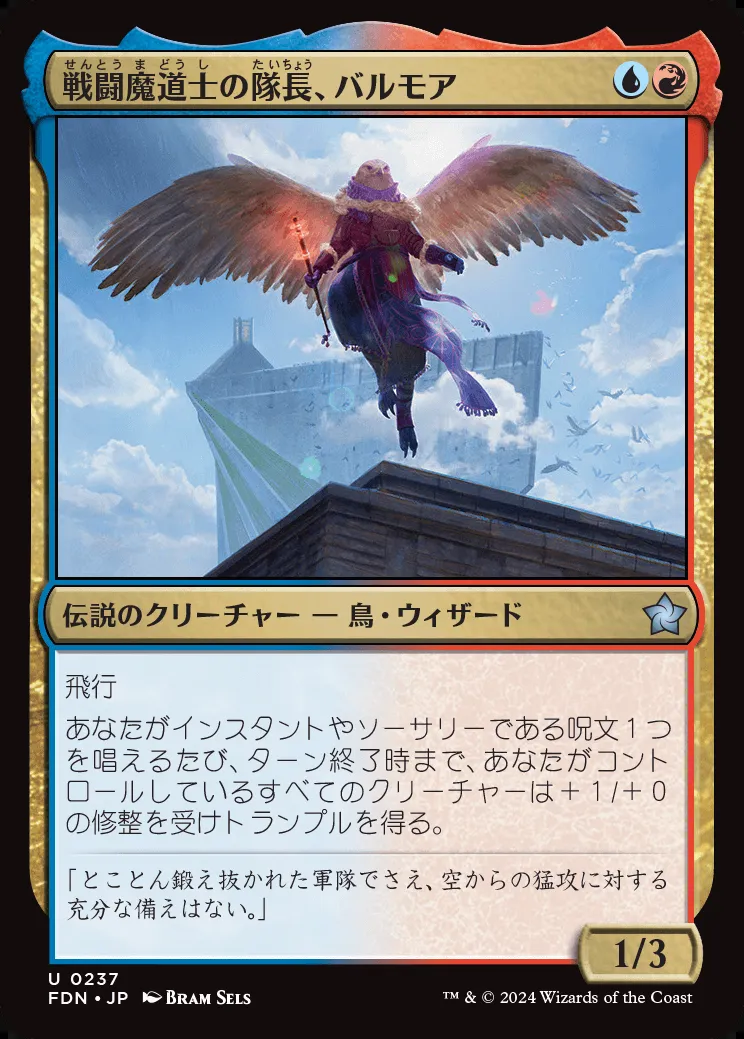 せんとうまどうし たいちょう
戦闘魔道士の隊長、バルモア
伝説のクリーチャー — 鳥・ウィザード
飛行
あなたがインスタントやソーサリーである呪文１つ
を唱えるたび、ターン終了時まで、あなたがコント
ロールしているすべてのクリーチャーは＋１/＋０
の修整を受けトランプルを得る。
「とことん鍛え抜かれた軍隊でさえ、空からの猛攻に対する
充分な備えはない。」
1/3
U 0237
FDN • JP Bram Sels
™ & © 2024 Wizards of the Coast